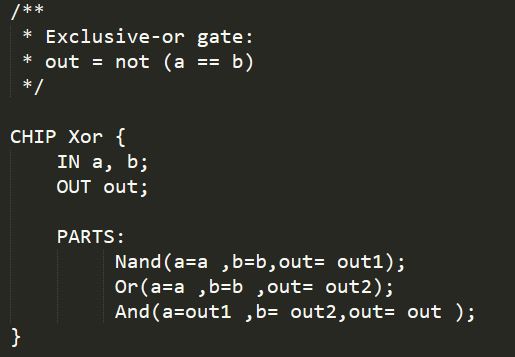 /**
 * Exclusive-or gate:
 * out = not (a == b)
 */
CHIP Xor {
    IN a, b;
    OUT out;
    PARTS:
         Nand(a=a ,b=b,out= out1);
         Or(a=a ,b=b ,out= out2);
         And(a=out1 ,b= out2,out= out );
}